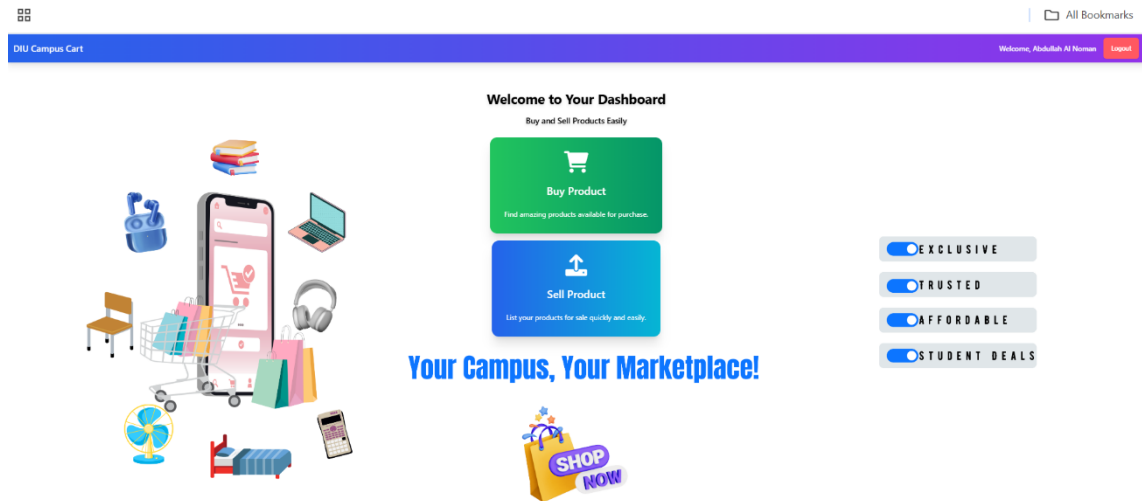 All Bookmarks
DIU Campus Cart
Welcome, Abdullah Al Noman
Logout
Welcome to Your Dashboard
Buy and Sell Products Easily
Buy Product
Find amazing products available for purchase.
Sell Product
List your products for sale quickly and easily.
EXCLUSIVE
TRUSTED
AFFORDABLE
STUDENT DEALS
Your Campus, Your Marketplace!
SHOP
NOW